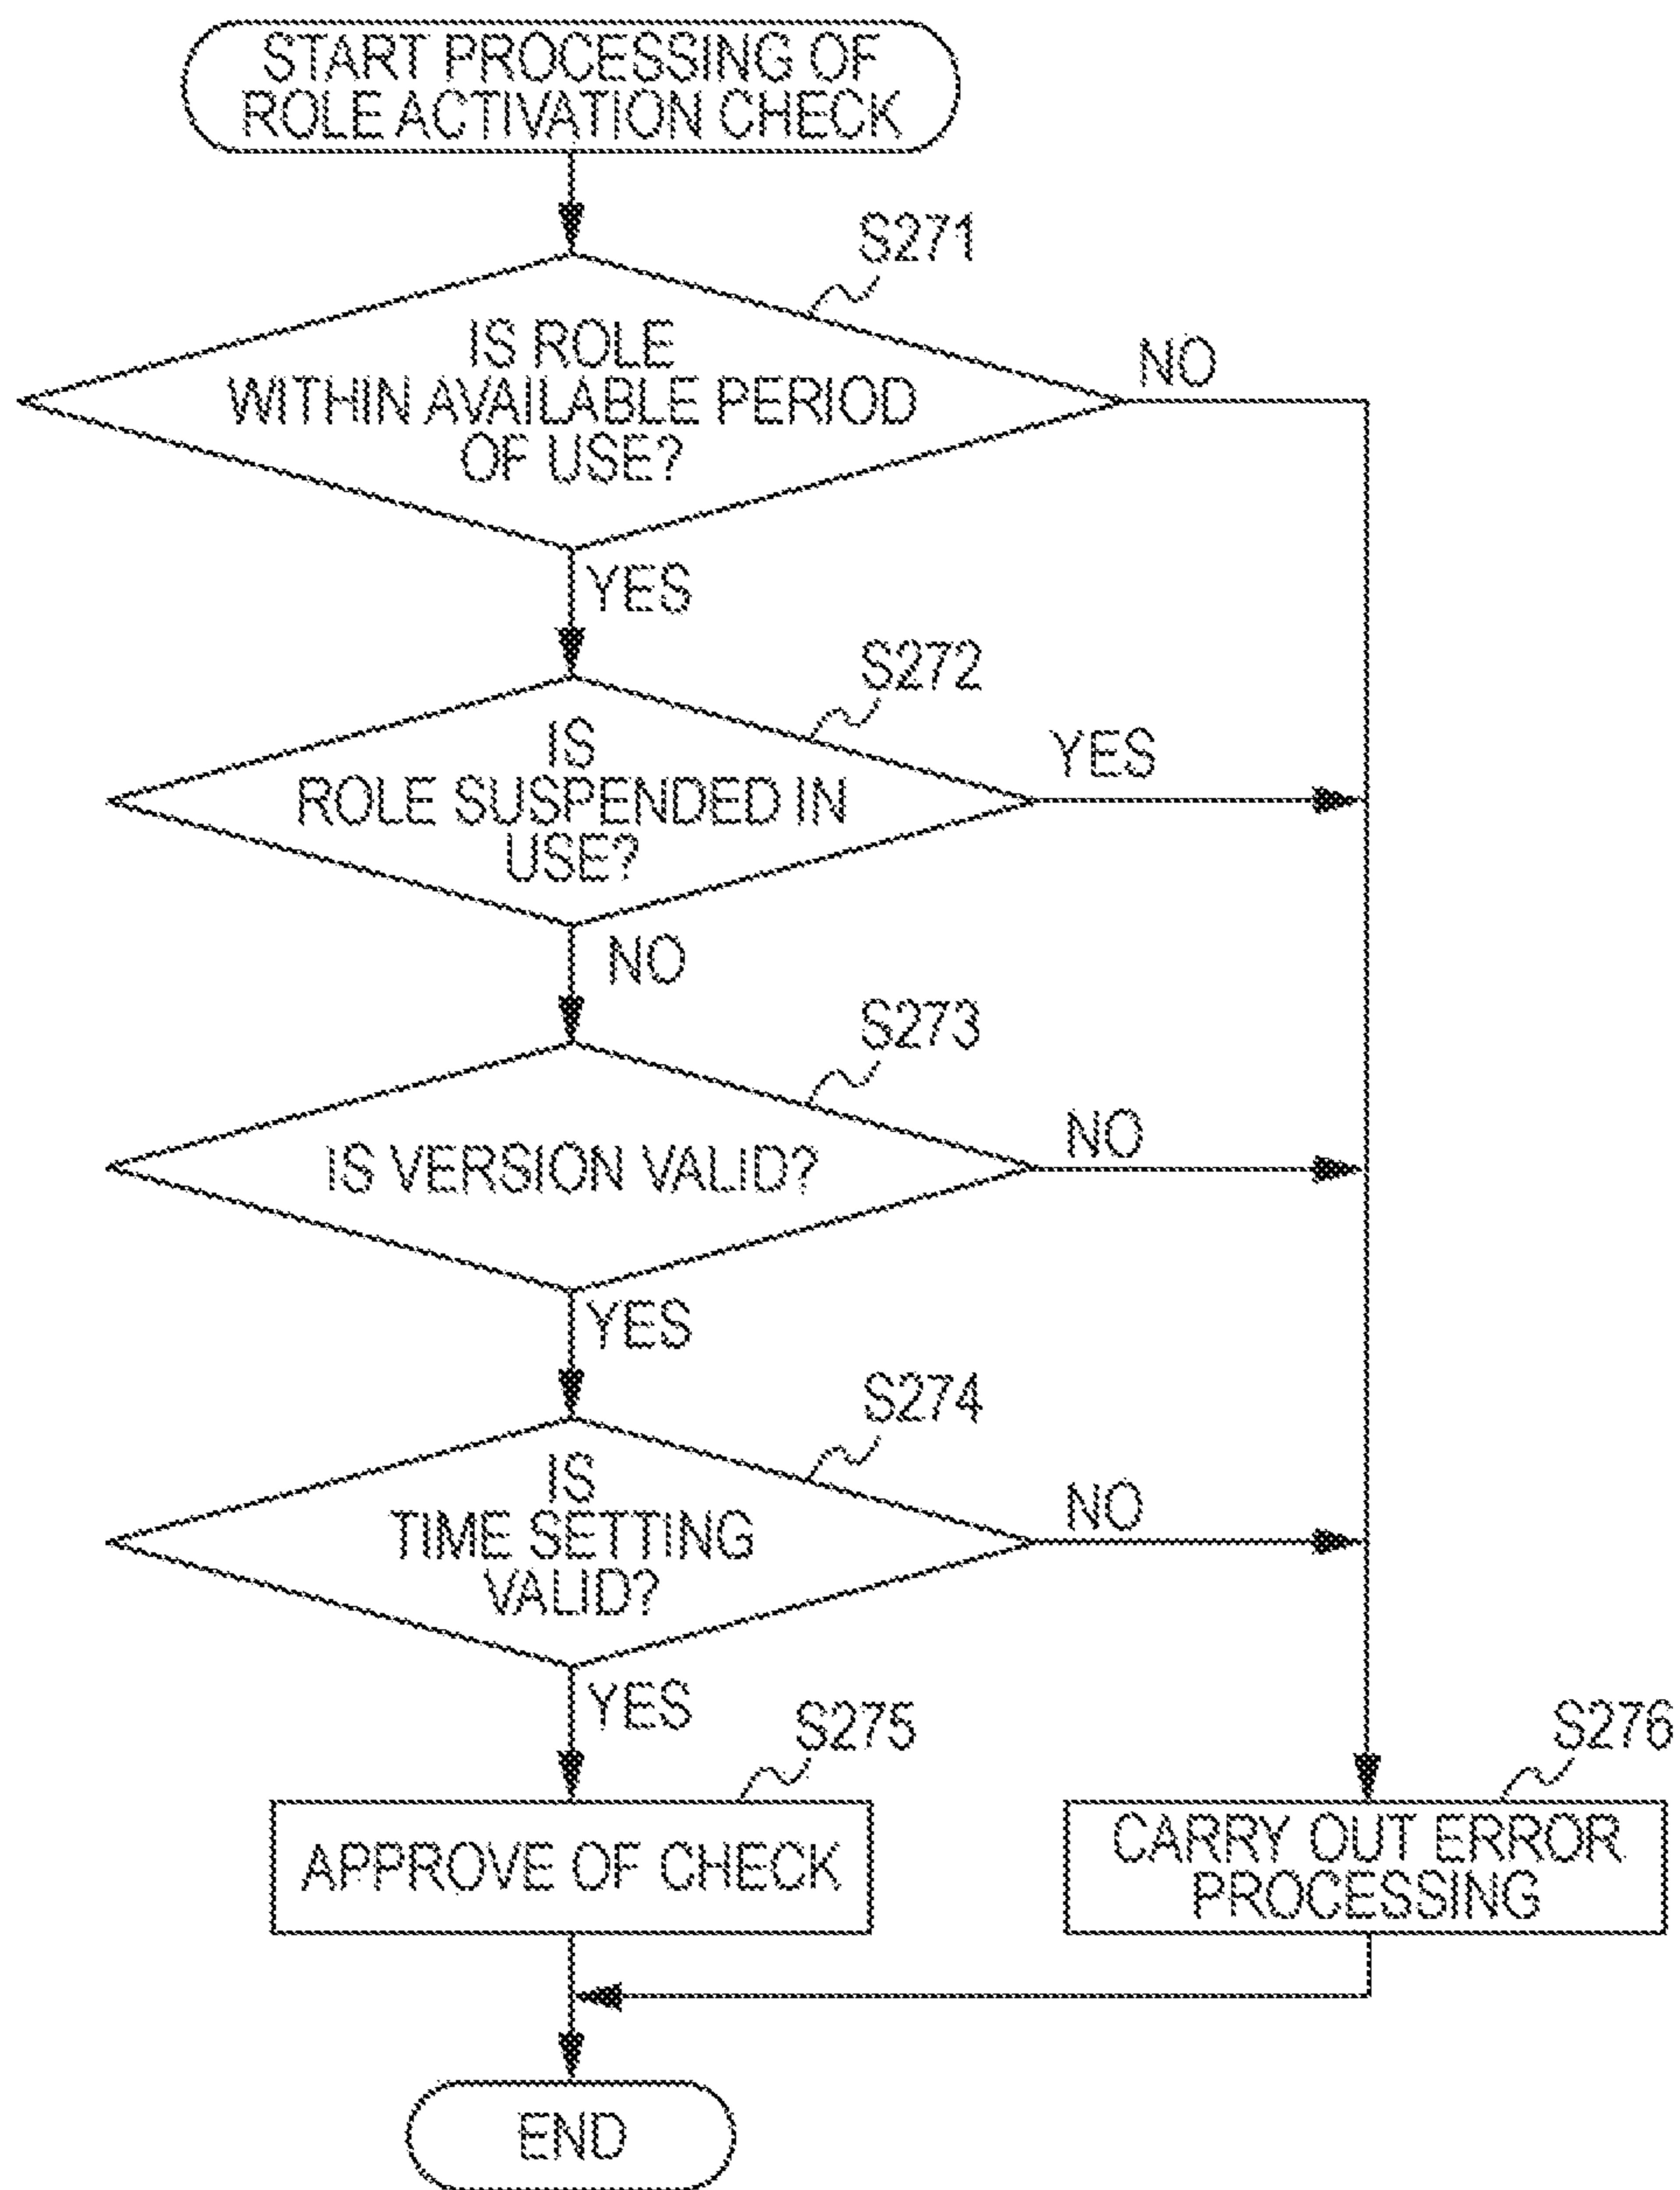 START PROCESSING OF
ROLE ACTIVATION CHECK
S271
IS ROLE
WITHIN AVAILABLE PERIOD
OF USE?
NO
YES
S272
IS
ROLE SUSPENDED IN
USE?
YES
NO
S273
IS VERSION VALID?
NO
YES
S274
IS
TIME SETTING
VALID?
NO
YES
S275
APPROVE OF CHECK
S276
CARRY OUT ERROR
PROCESSING
END